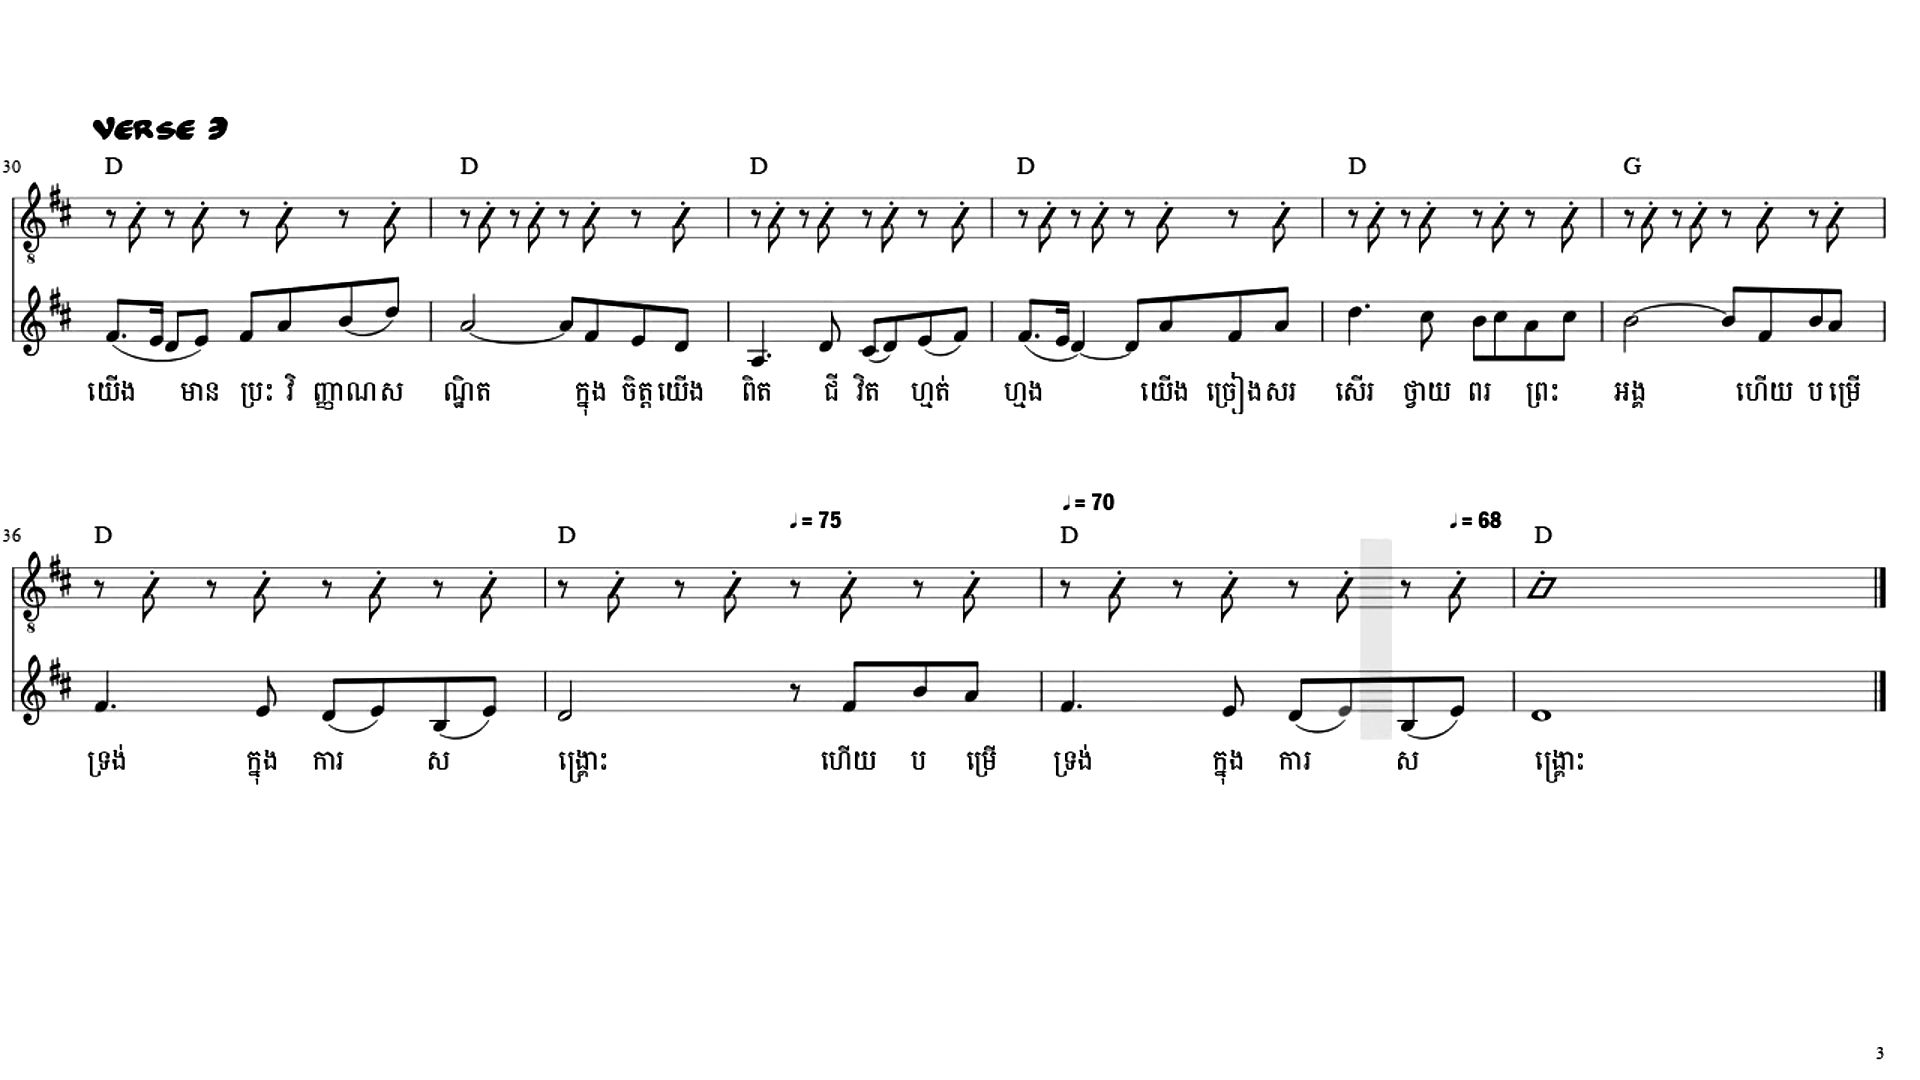 VERSE 3
30 D D D D D G
យើង មាន ប្រះ វិ ញ្ញាណ ស ណ្ឋិត ក្នុង ចិត្ត យើង ពិត ជី វិត ហ្មត់ ហ្មង យើង ច្រៀង សរ សើរ ថ្វាយ ពរ ព្រះ អង្គ ហើយ ប ម្រើ
♩= 75 ♩= 70 ♩= 68
36 D D D D
ទ្រង់ ក្នុង ការ ស ង្គ្រោះ ហើយ ប ម្រើ ទ្រង់ ក្នុង ការ ស ង្គ្រោះ
3